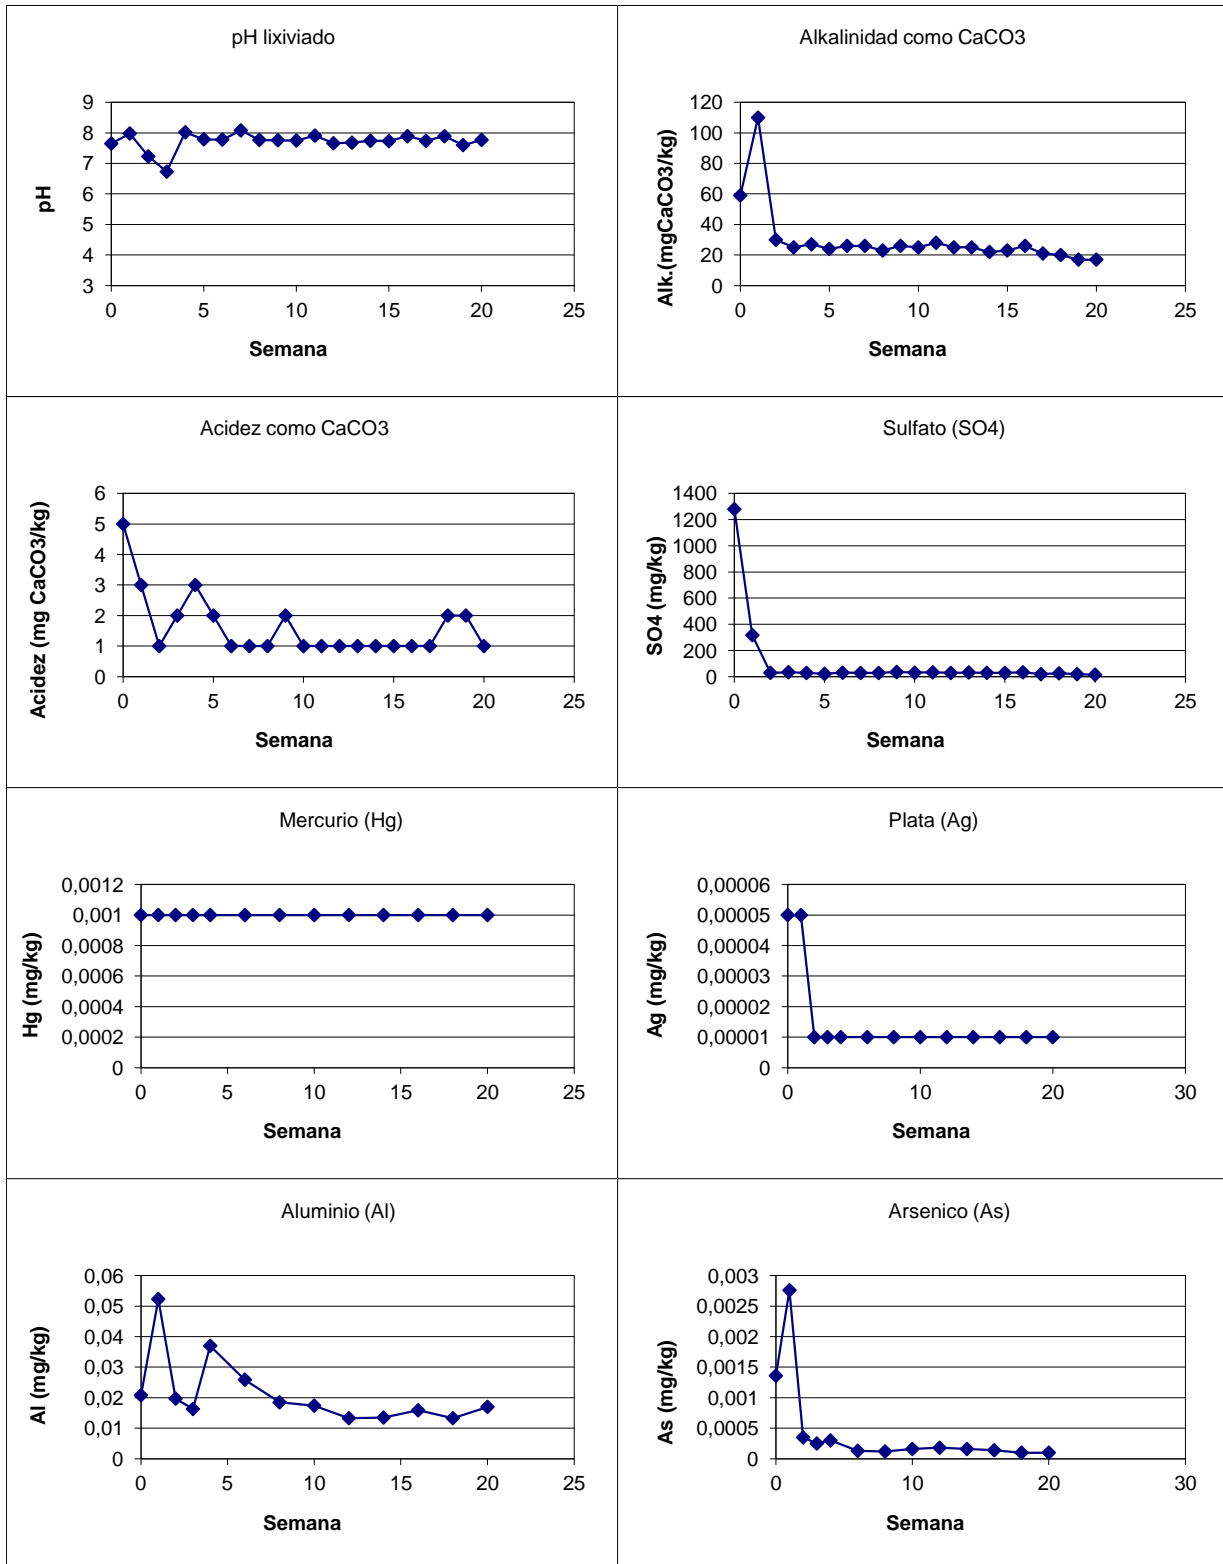 pH lixiviado
pH
9
8
7
6
5
4
3
0 5 10 15 20 25
Semana
Alkalinidad como CaCO3
Alk.(mgCaCO3/kg)
120
100
80
60
40
20
0
0 5 10 15 20 25
Semana
Acidez como CaCO3
Acidez (mg CaCO3/kg)
6
5
4
3
2
1
0
0 5 10 15 20 25
Semana
Sulfato (SO4)
SO4 (mg/kg)
1400
1200
1000
800
600
400
200
0
0 5 10 15 20 25
Semana
Mercurio (Hg)
Hg (mg/kg)
0,0012
0,001
0,0008
0,0006
0,0004
0,0002
0
0 5 10 15 20 25
Semana
Plata (Ag)
Ag (mg/kg)
0,00006
0,00005
0,00004
0,00003
0,00002
0,00001
0
0 10 20 30
Semana
Aluminio (Al)
Al (mg/kg)
0,06
0,05
0,04
0,03
0,02
0,01
0
0 5 10 15 20 25
Semana
Arsenico (As)
As (mg/kg)
0,003
0,0025
0,002
0,0015
0,001
0,0005
0
0 10 20 30
Semana